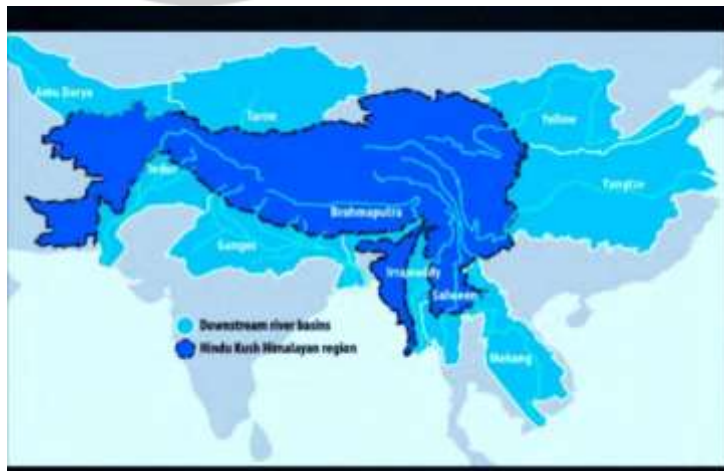 Amu Darya
Tarim
Yellow
Indus
Yangtze
Brahmaputra
Ganges
Irrawaddy
Salween
Downstream river basins
Hindu Kush Himalayan region
Mekong